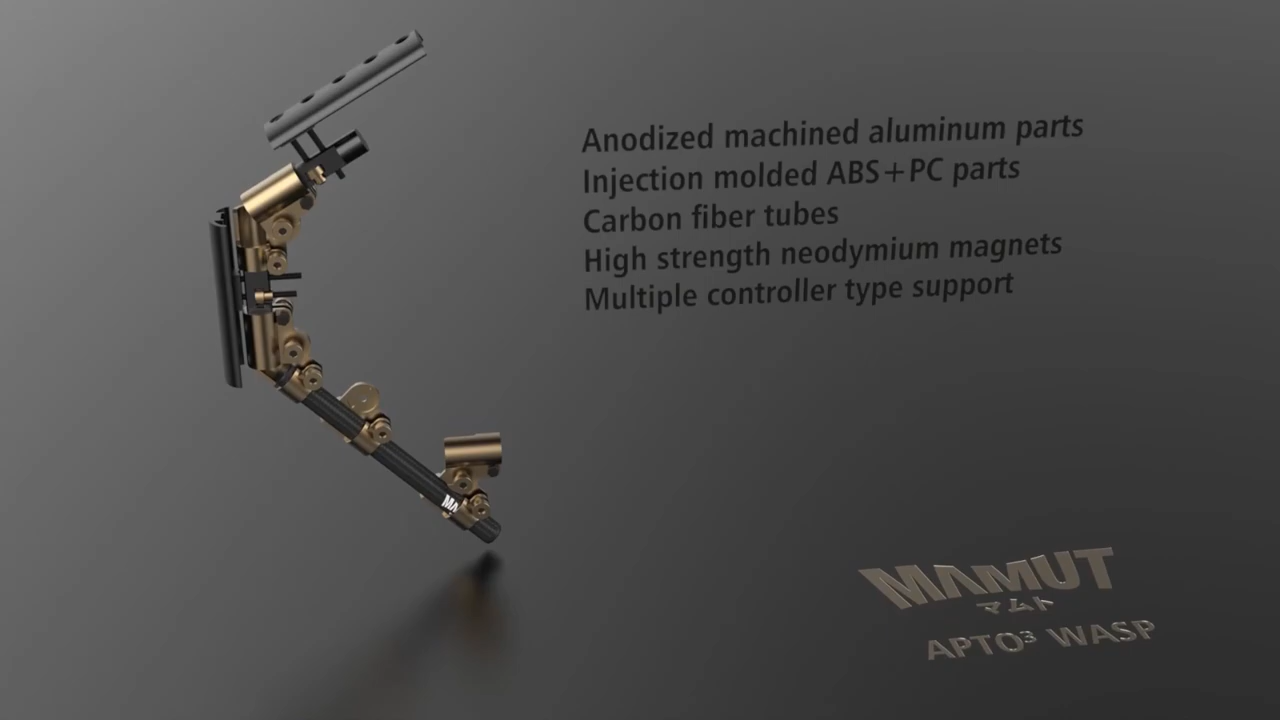 Anodized machined aluminum parts
Injection molded ABS+PC parts
Carbon fiber tubes
High strength neodymium magnets
Multiple controller type support
MA
MAMUT
マムト
APTO³ WASP